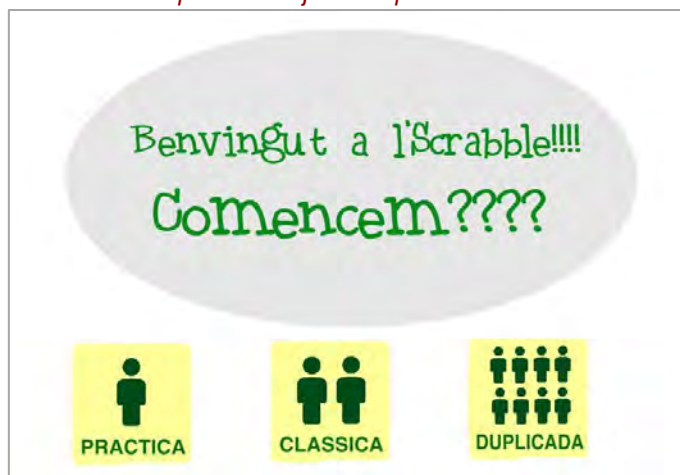 Benvingut a l'Scrabble!!!!
Comencem????
PRACTICA
CLASSICA
DUPLICADA